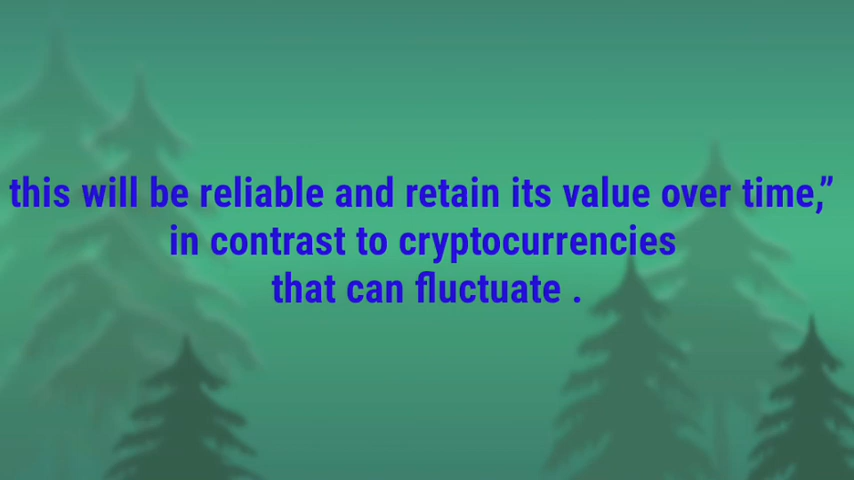 this will be reliable and retain its value over time,”
in contrast to cryptocurrencies
that can fluctuate .